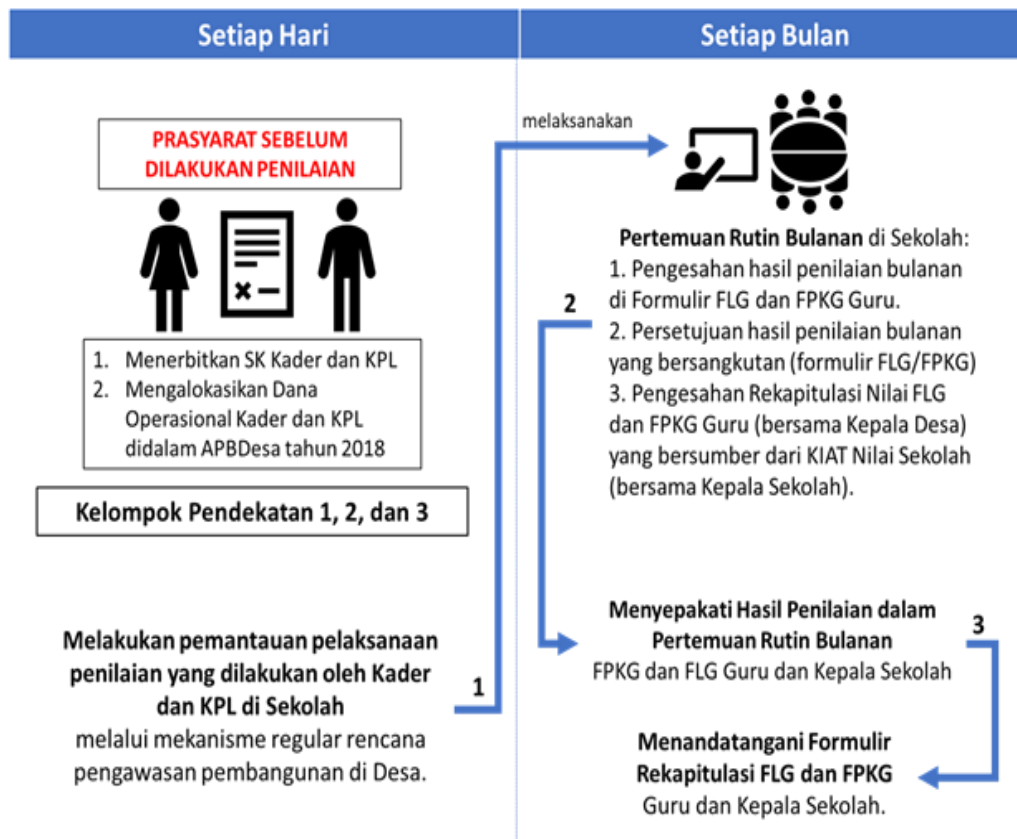 Setiap Hari
Setiap Bulan
PRASYARAT SEBELUM
DILAKUKAN PENILAIAN
1. Menerbitkan SK Kader dan KPL
2. Mengalokasikan Dana
Operasional Kader dan KPL
didalam APBDesa tahun 2018
Kelompok Pendekatan 1, 2, dan 3
Melakukan pemantauan pelaksanaan
penilaian yang dilakukan oleh Kader
dan KPL di Sekolah
melalui mekanisme regular rencana
pengawasan pembangunan di Desa.
1
melaksanakan
Pertemuan Rutin Bulanan di Sekolah:
1. Pengesahan hasil penilaian bulanan
di Formulir FLG dan FPKG Guru.
2. Persetujuan hasil penilaian bulanan
yang bersangkutan (formulir FLG/FPKG)
3. Pengesahan Rekapitulasi Nilai FLG
dan FPKG Guru (bersama Kepala Desa)
yang bersumber dari KIAT Nilai Sekolah
(bersama Kepala Sekolah).
2
Menyepakati Hasil Penilaian dalam
Pertemuan Rutin Bulanan
FPKG dan FLG Guru dan Kepala Sekolah
3
Menandatangani Formulir
Rekapitulasi FLG dan FPKG
Guru dan Kepala Sekolah.